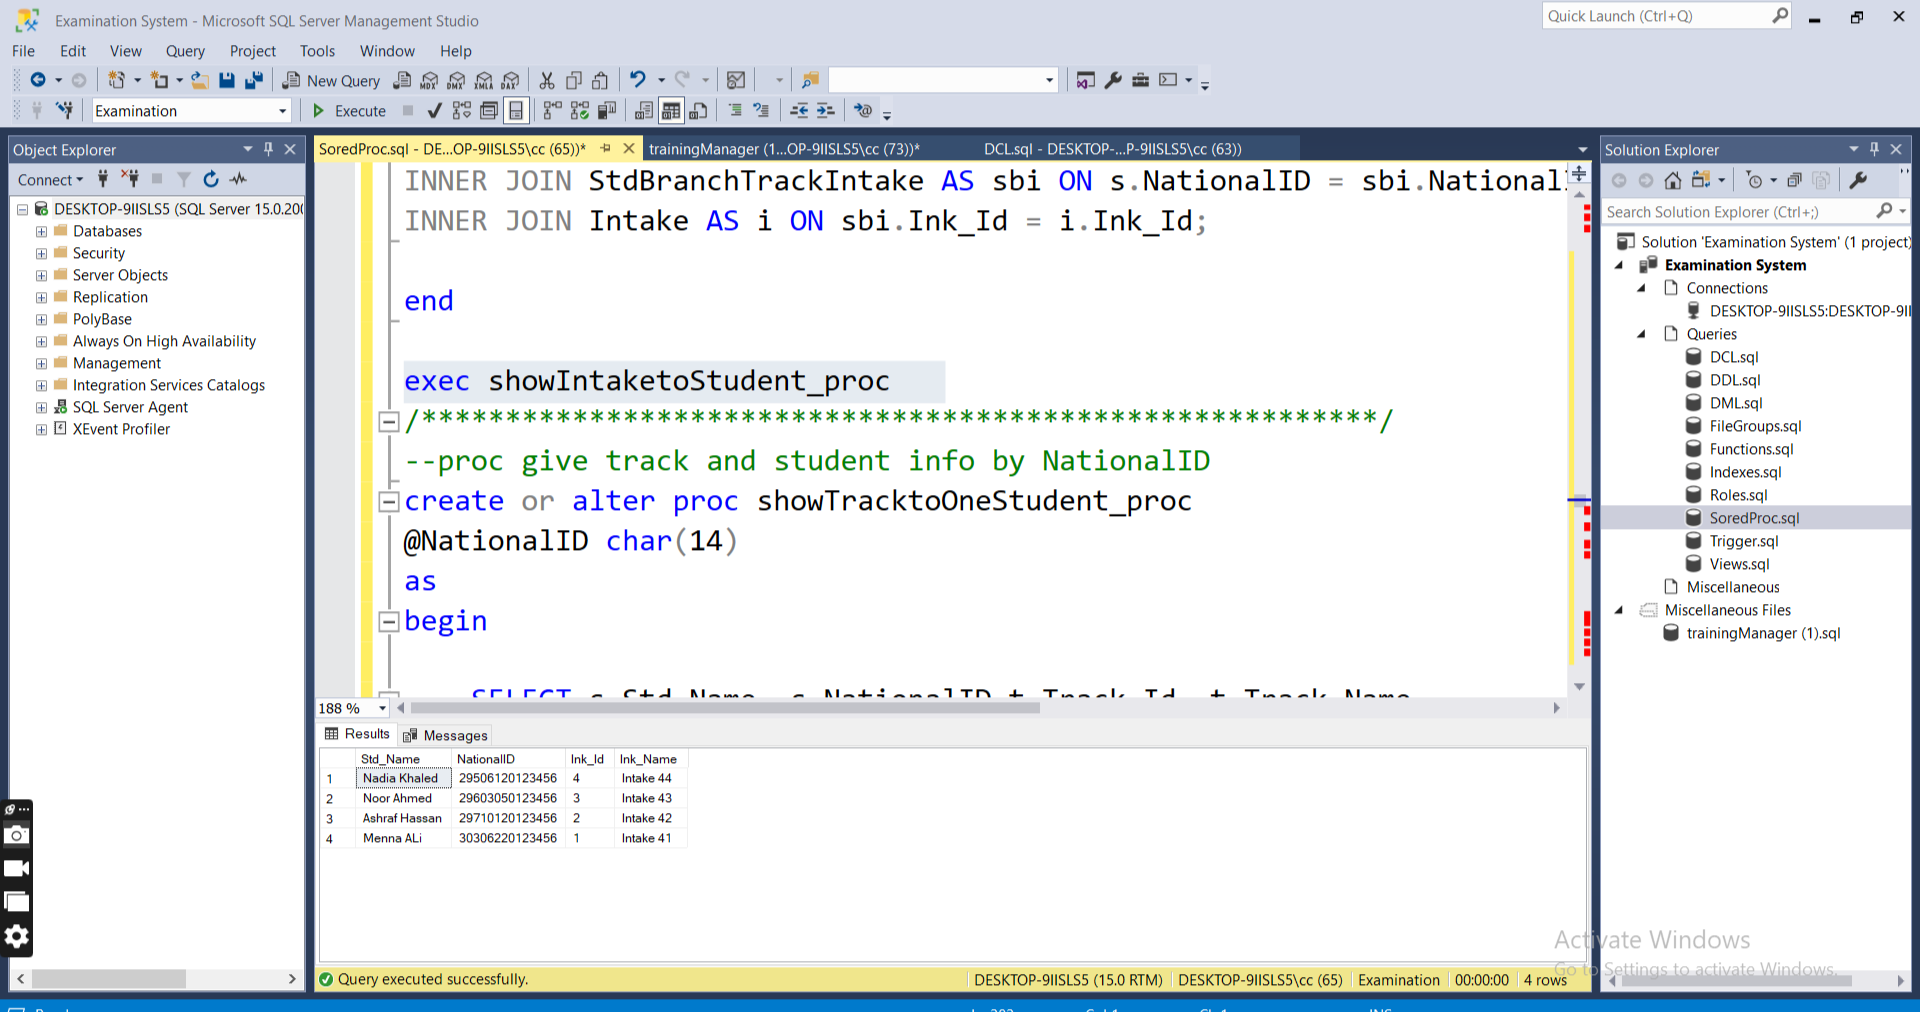 Examination System - Microsoft SQL Server Management Studio
Quick Launch (Ctrl+Q)
File Edit View Query Project Tools Window Help
New Query MDX DMX XMLA DAX
Examination Execute
Object Explorer
Connect
DESKTOP-9IISLS5 (SQL Server 15.0.200
Databases
Security
Server Objects
Replication
PolyBase
Always On High Availability
Management
Integration Services Catalogs
SQL Server Agent
XEvent Profiler
SoredProc.sql - DE...OP-9IISLS5\cc (65))* trainingManager (1...OP-9IISLS5\cc (73))* DCL.sql - DESKTOP-...P-9IISLS5\cc (63))
INNER JOIN StdBranchTrackIntake AS sbi ON s.NationalID = sbi.National
INNER JOIN Intake AS i ON sbi.Ink_Id = i.Ink_Id;
end
exec showIntaketoStudent_proc
/*********************************************************/
--proc give track and student info by NationalID
create or alter proc showTracktoOneStudent_proc
@NationalID char(14)
as
begin
SELECT s.Std_Name, s.NationalID,t.Track_Id, t.Track_Name
188 %
Results Messages
Std_Name NationalID Ink_Id Ink_Name
1 Nadia Khaled 29506120123456 4 Intake 44
2 Noor Ahmed 29603050123456 3 Intake 43
3 Ashraf Hassan 29710120123456 2 Intake 42
4 Menna ALi 30306220123456 1 Intake 41
Query executed successfully. DESKTOP-9IISLS5 (15.0 RTM) DESKTOP-9IISLS5\cc (65) Examination 00:00:00 4 rows
Solution Explorer
Search Solution Explorer (Ctrl+;)
Solution 'Examination System' (1 project)
Examination System
Connections
DESKTOP-9IISLS5:DESKTOP-9II
Queries
DCL.sql
DDL.sql
DML.sql
FileGroups.sql
Functions.sql
Indexes.sql
Roles.sql
SoredProc.sql
Trigger.sql
Views.sql
Miscellaneous
Miscellaneous Files
trainingManager (1).sql
Activate Windows
Go to Settings to activate Windows.